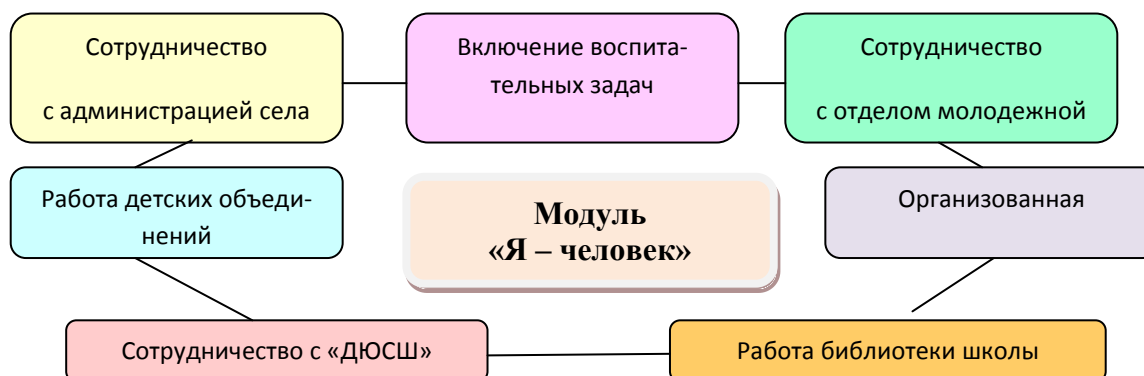 Сотрудничество
с администрацией села
Включение воспита-
тельных задач
Сотрудничество
с отделом молодежной
Работа детских объеди-
нений
Модуль
«Я – человек»
Организованная
Сотрудничество с «ДЮСШ»
Работа библиотеки школы